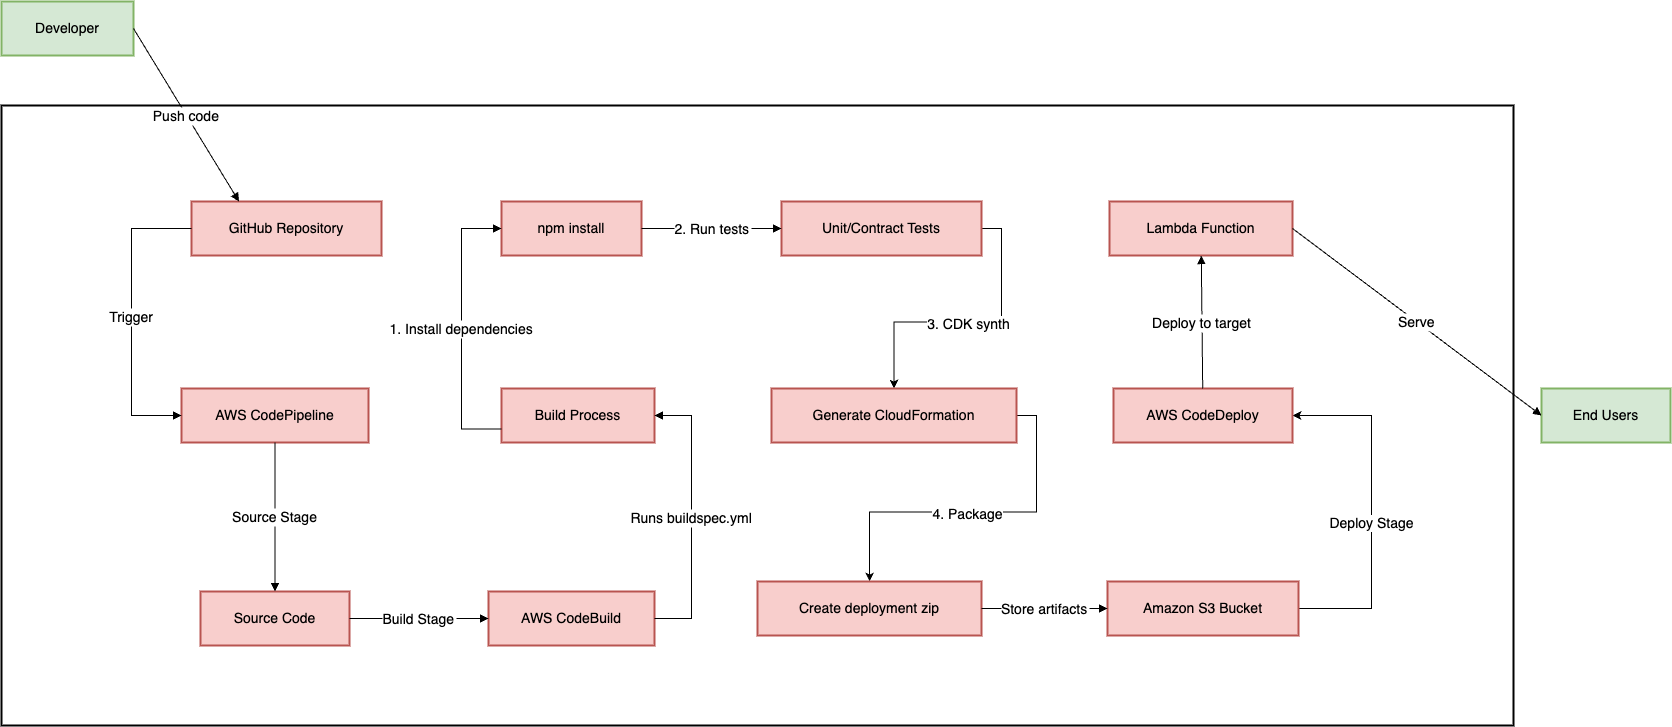 Developer
Push code
GitHub Repository
Trigger
AWS CodePipeline
Source Stage
Source Code
Build Stage
AWS CodeBuild
Runs buildspec.yml
Build Process
1. Install dependencies
npm install
2. Run tests
Unit/Contract Tests
3. CDK synth
Generate CloudFormation
4. Package
Create deployment zip
Store artifacts
Amazon S3 Bucket
Deploy Stage
AWS CodeDeploy
Deploy to target
Lambda Function
Serve
End Users